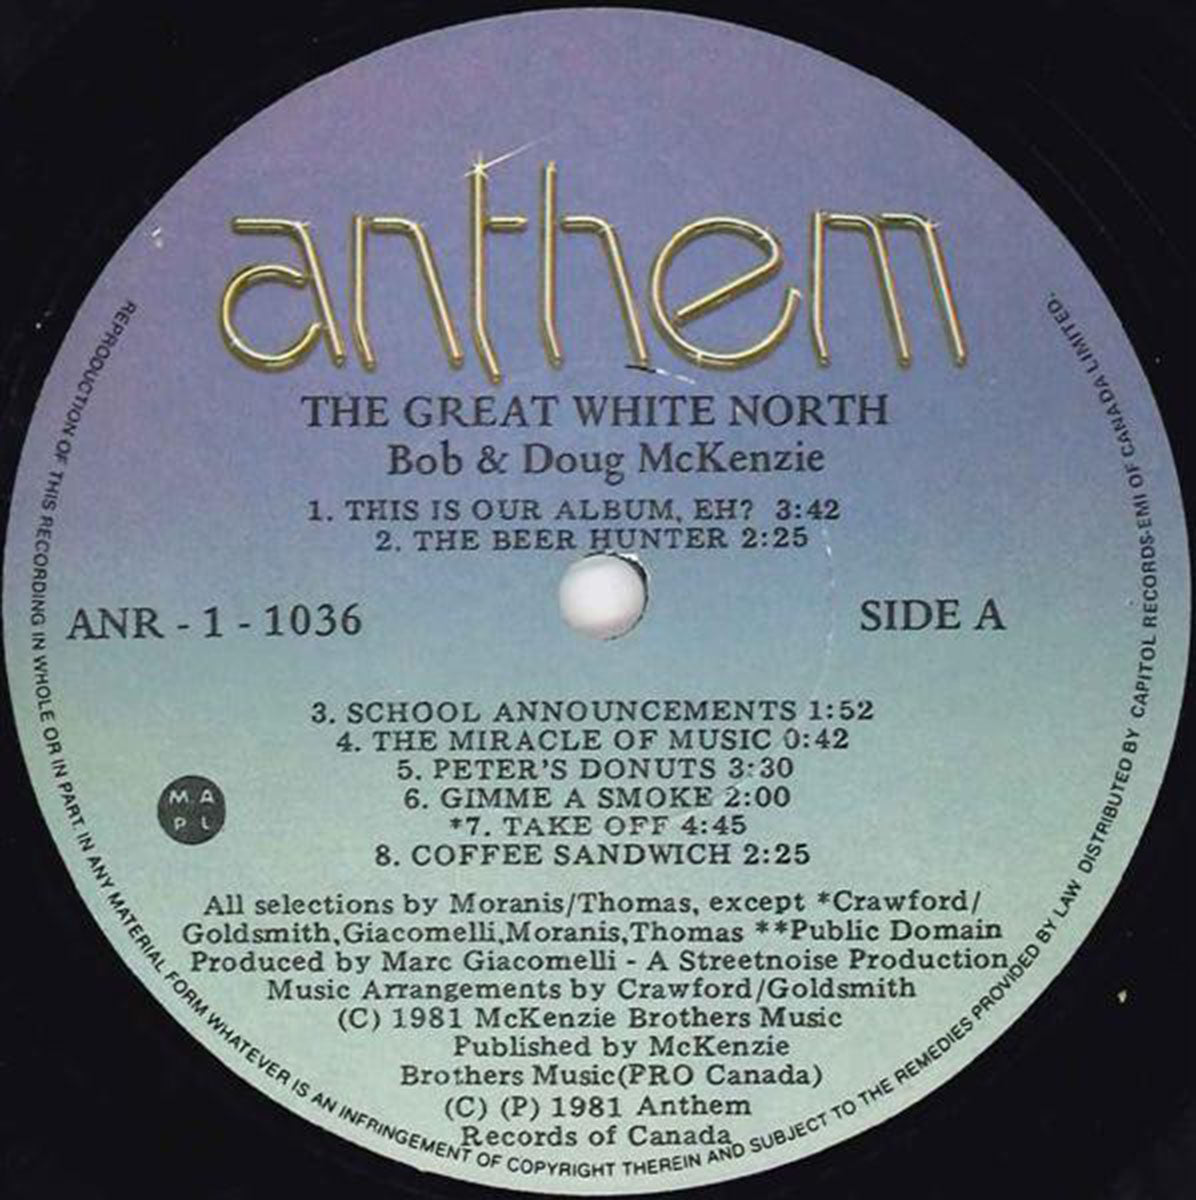 anthem
THE GREAT WHITE NORTH
Bob & Doug McKenzie
1. THIS IS OUR ALBUM, EH? 3:42
2. THE BEER HUNTER 2:25
ANR - 1 - 1036
SIDE A
3. SCHOOL ANNOUNCEMENTS 1:52
4. THE MIRACLE OF MUSIC 0:42
5. PETER'S DONUTS 3:30
6. GIMME A SMOKE 2:00
*7. TAKE OFF 4:45
8. COFFEE SANDWICH 2:25
M A
P L
All selections by Moranis/Thomas, except *Crawford/
Goldsmith,Giacomelli,Moranis,Thomas **Public Domain
Produced by Marc Giacomelli - A Streetnoise Production
Music Arrangements by Crawford/Goldsmith
(C) 1981 McKenzie Brothers Music
Published by McKenzie
Brothers Music(PRO Canada)
(C) (P) 1981 Anthem
Records of Canada
REPRODUCTION OF THIS RECORDING IN WHOLE OR IN PART IN ANY MATERIAL FORM WHATEVER IS AN INFRINGEMENT OF COPYRIGHT THEREIN AND SUBJECT TO THE REMEDIES PROVIDED BY LAW DISTRIBUTED BY CAPITOL RECORDS-EMI OF CANADA LIMITED.